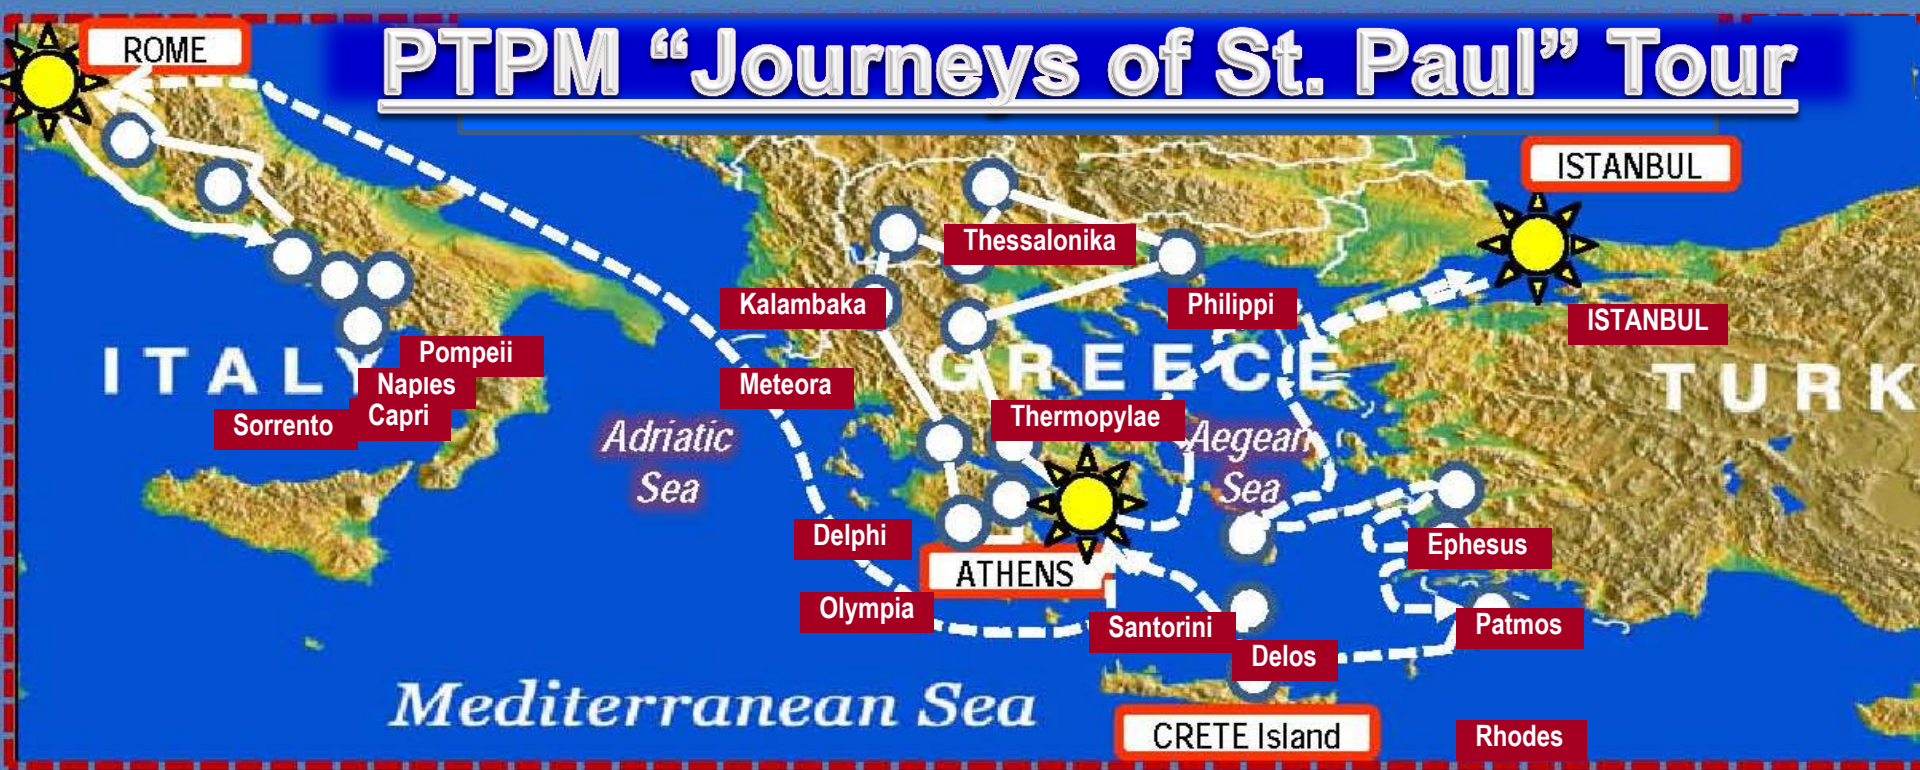 PTPM “Journeys of St. Paul” Tour
ROME
ISTANBUL
Thessalonika
Kalambaka
Philippi
ISTANBUL
ITALY
Pompeii
GREECE
TURK
Naples
Meteora
Capri
Sorrento
Thermopylae
Adriatic
Sea
Aegean
Sea
Delphi
Ephesus
ATHENS
Olympia
Santorini
Patmos
Delos
Mediterranean Sea
CRETE Island
Rhodes